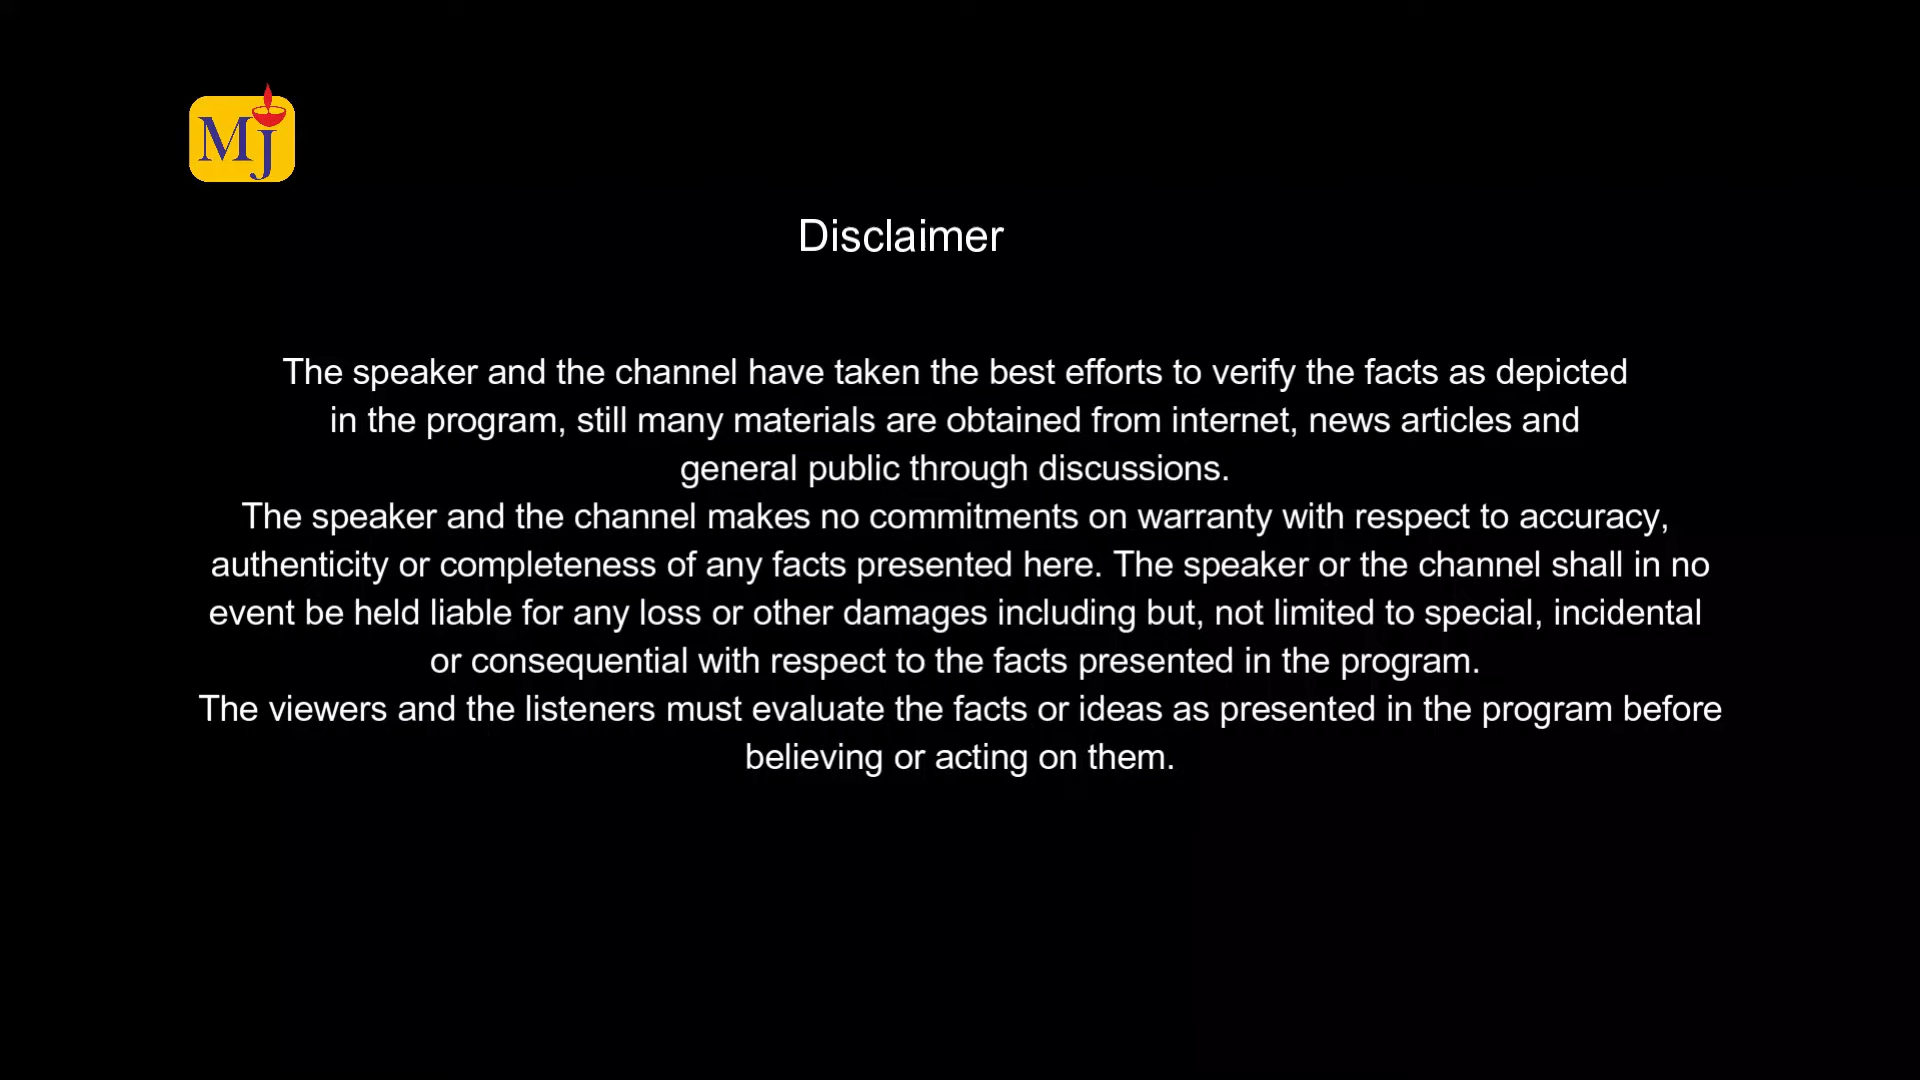 MJ
Disclaimer
The speaker and the channel have taken the best efforts to verify the facts as depicted
in the program, still many materials are obtained from internet, news articles and
general public through discussions.
The speaker and the channel makes no commitments on warranty with respect to accuracy,
authenticity or completeness of any facts presented here. The speaker or the channel shall in no
event be held liable for any loss or other damages including but, not limited to special, incidental
or consequential with respect to the facts presented in the program.
The viewers and the listeners must evaluate the facts or ideas as presented in the program before
believing or acting on them.